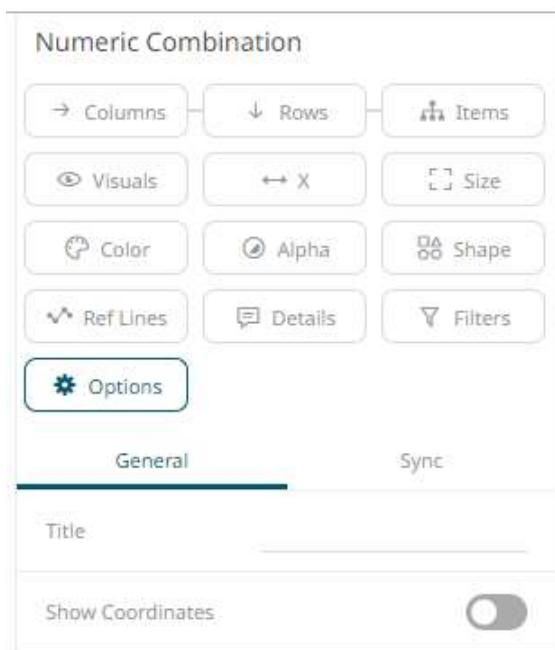 Numeric Combination
Columns Rows Items
Visuals X Size
Color Alpha Shape
Ref Lines Details Filters
Options
General Sync
Title
Show Coordinates